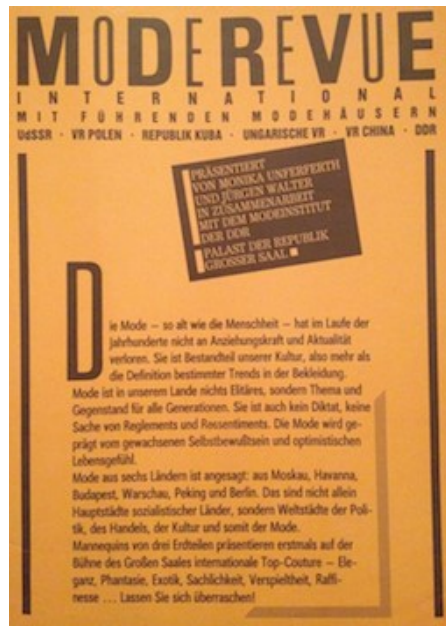 MODEREVUE
INTERNATIONAL
MIT FÜHRENDEN MODEHÄUSERN
UdSSR · VR POLEN · REPUBLIK KUBA · UNGARISCHE VR · VR CHINA · DDR
PRÄSENTIERT
VON MONIKA UNFERFERTH
UND JÜRGEN WALTER
IN ZUSAMMENARBEIT
MIT DEM MODEINSTITUT
DER DDR
PALAST DER REPUBLIK
GROSSER SAAL
Die Mode – so alt wie die Menschheit – hat im Laufe der
Jahrhunderte nicht an Anziehungskraft und Aktualität
verloren. Sie ist Bestandteil unserer Kultur, also mehr als
die Definition bestimmter Trends in der Bekleidung.
Mode ist in unserem Lande nichts Elitäres, sondern Thema und
Gegenstand für alle Generationen. Sie ist auch kein Diktat, keine
Sache von Reglements und Ressentiments. Die Mode wird ge-
prägt vom gewachsenen Selbstbewußtsein und optimistischen
Lebensgefühl.
Mode aus sechs Ländern ist angesagt: aus Moskau, Havanna,
Budapest, Warschau, Peking und Berlin. Das sind nicht allein
Hauptstädte sozialistischer Länder, sondern Weltstädte der Poli-
tik, des Handels, der Kultur und somit der Mode.
Mannequins von drei Erdteilen präsentieren erstmals auf der
Bühne des Großen Saales internationale Top-Couture – Ele-
ganz, Phantasie, Exotik, Sachlichkeit, Verspieltheit, Raffi-
nesse ... Lassen Sie sich überraschen!